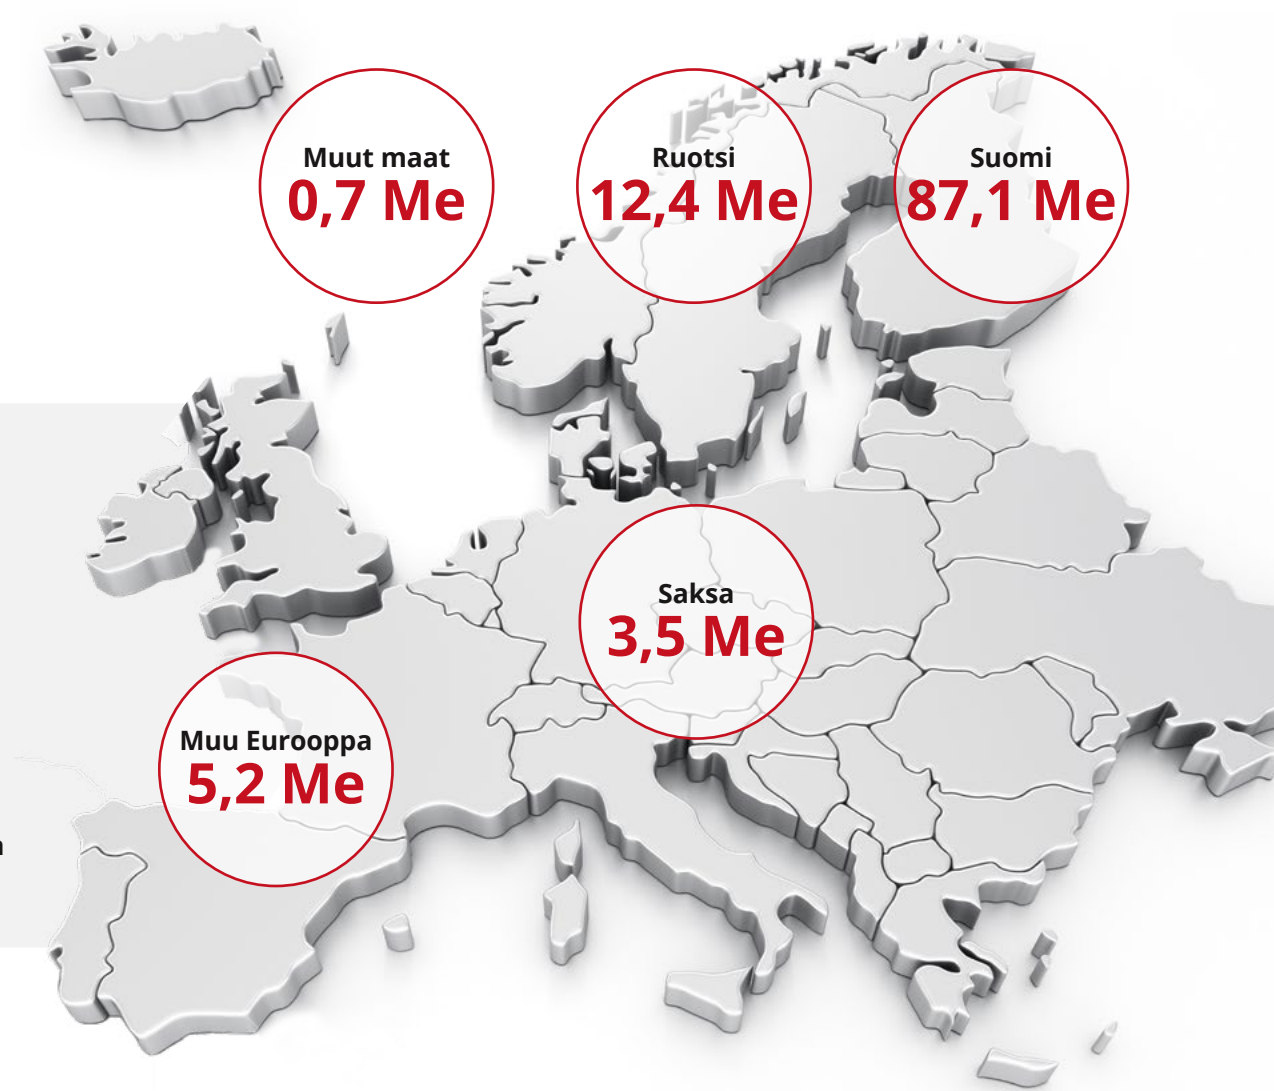 Muut maat
0,7 Me
Ruotsi
12,4 Me
Suomi
87,1 Me
Saksa
3,5 Me
Muu Eurooppa
5,2 Me